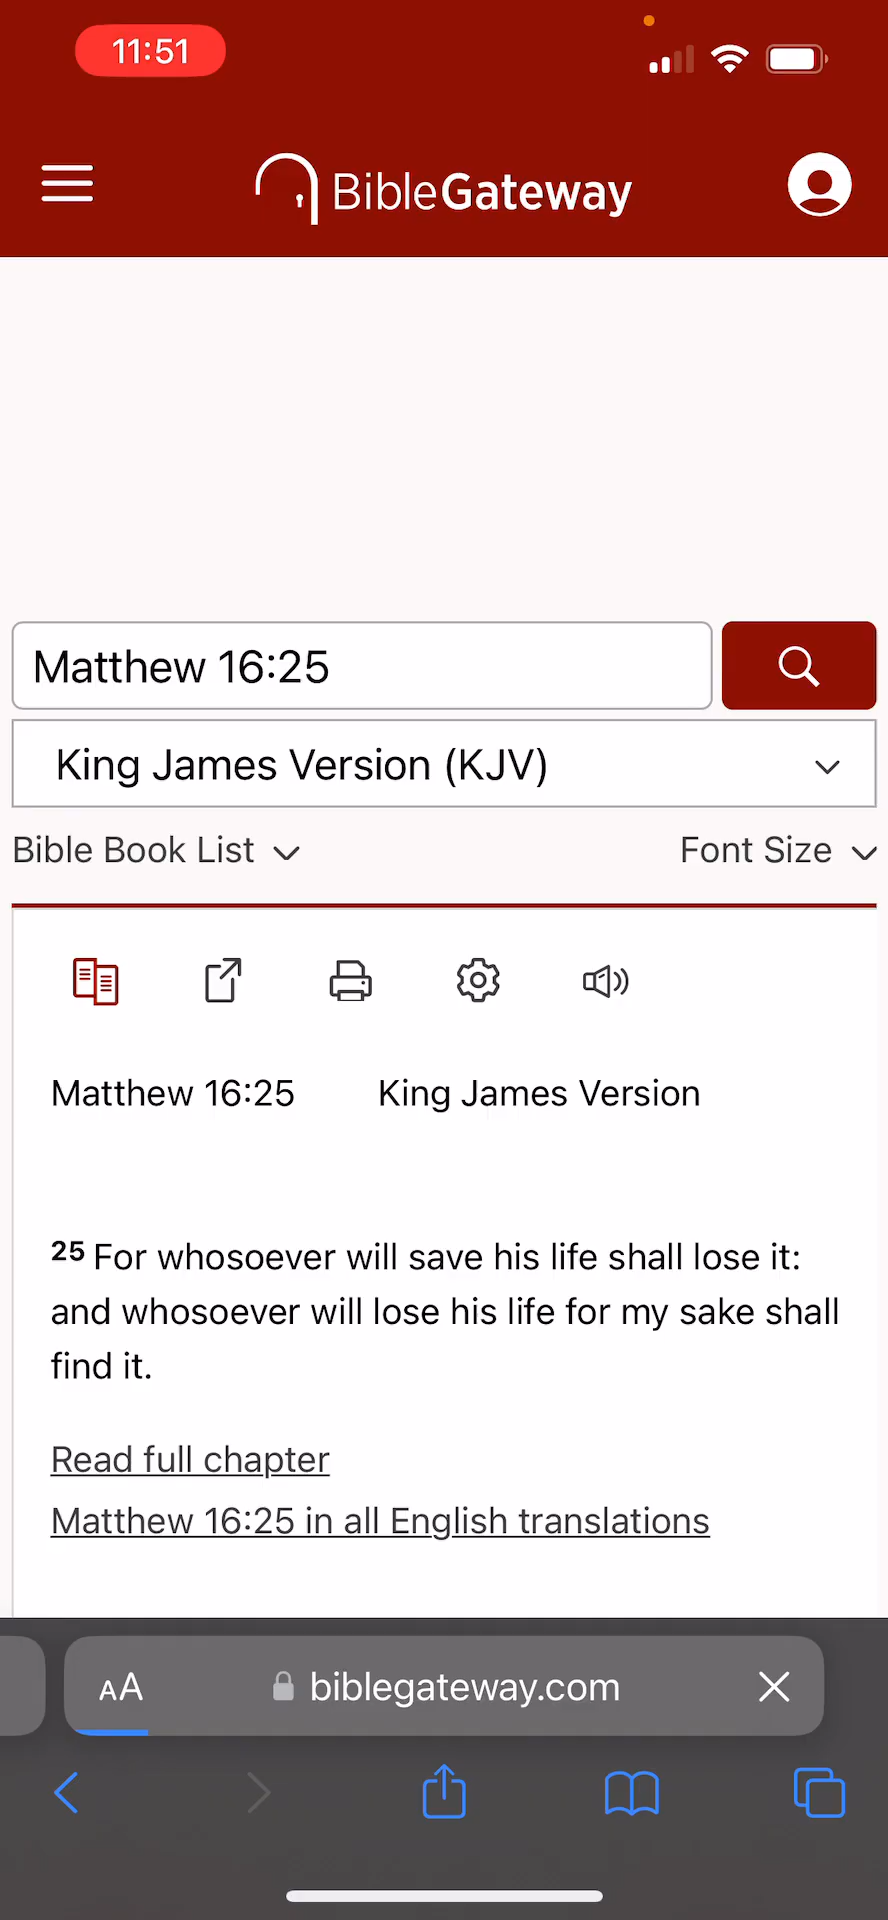 11:51
BibleGateway
Matthew 16:25
King James Version (KJV)
Bible Book List
Font Size
Matthew 16:25 King James Version
25 For whosoever will save his life shall lose it:
and whosoever will lose his life for my sake shall
find it.
Read full chapter
Matthew 16:25 in all English translations
AA biblegateway.com